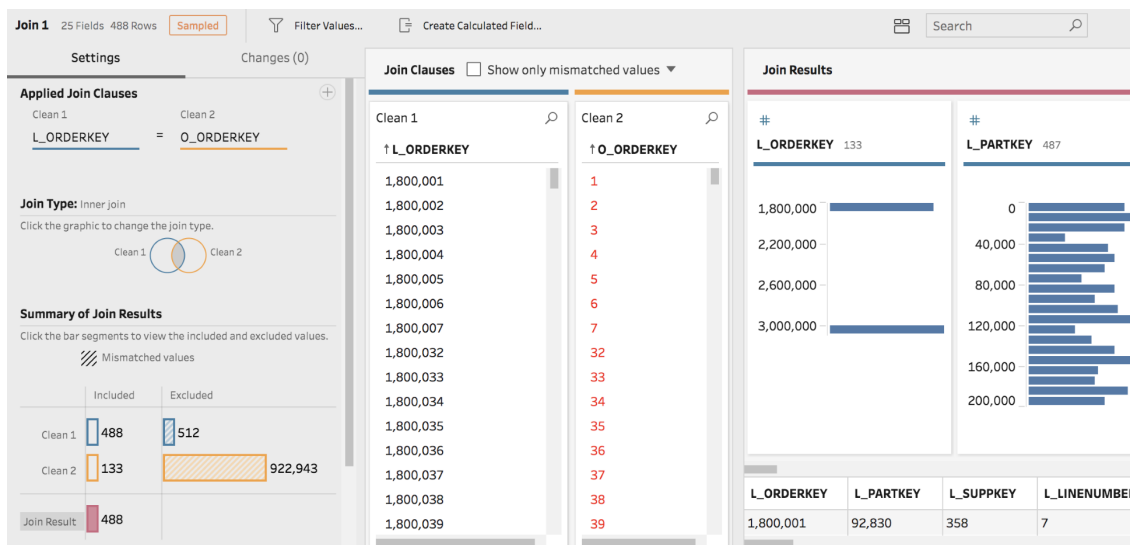 Join 1 25 Fields 488 Rows Sampled Filter Values... Create Calculated Field... Search
Settings Changes (0)
Applied Join Clauses
Clean 1 Clean 2
L_ORDERKEY = O_ORDERKEY
Join Type: Inner join
Click the graphic to change the join type.
Clean 1 Clean 2
Summary of Join Results
Click the bar segments to view the included and excluded values.
Mismatched values
Included Excluded
Clean 1 488 512
Clean 2 133 922,943
Join Result 488
Join Clauses Show only mismatched values
Clean 1 Clean 2
↑ L_ORDERKEY ↑ O_ORDERKEY
1,800,001 1
1,800,002 2
1,800,003 3
1,800,004 4
1,800,005 5
1,800,006 6
1,800,007 7
1,800,032 32
1,800,033 33
1,800,034 34
1,800,035 35
1,800,036 36
1,800,037 37
1,800,038 38
1,800,039 39
Join Results
# #
L_ORDERKEY 133 L_PARTKEY 487
1,800,000
2,200,000
2,600,000
3,000,000
0
40,000
80,000
120,000
160,000
200,000
L_ORDERKEY L_PARTKEY L_SUPPKEY L_LINENUMBE
1,800,001 92,830 358 7